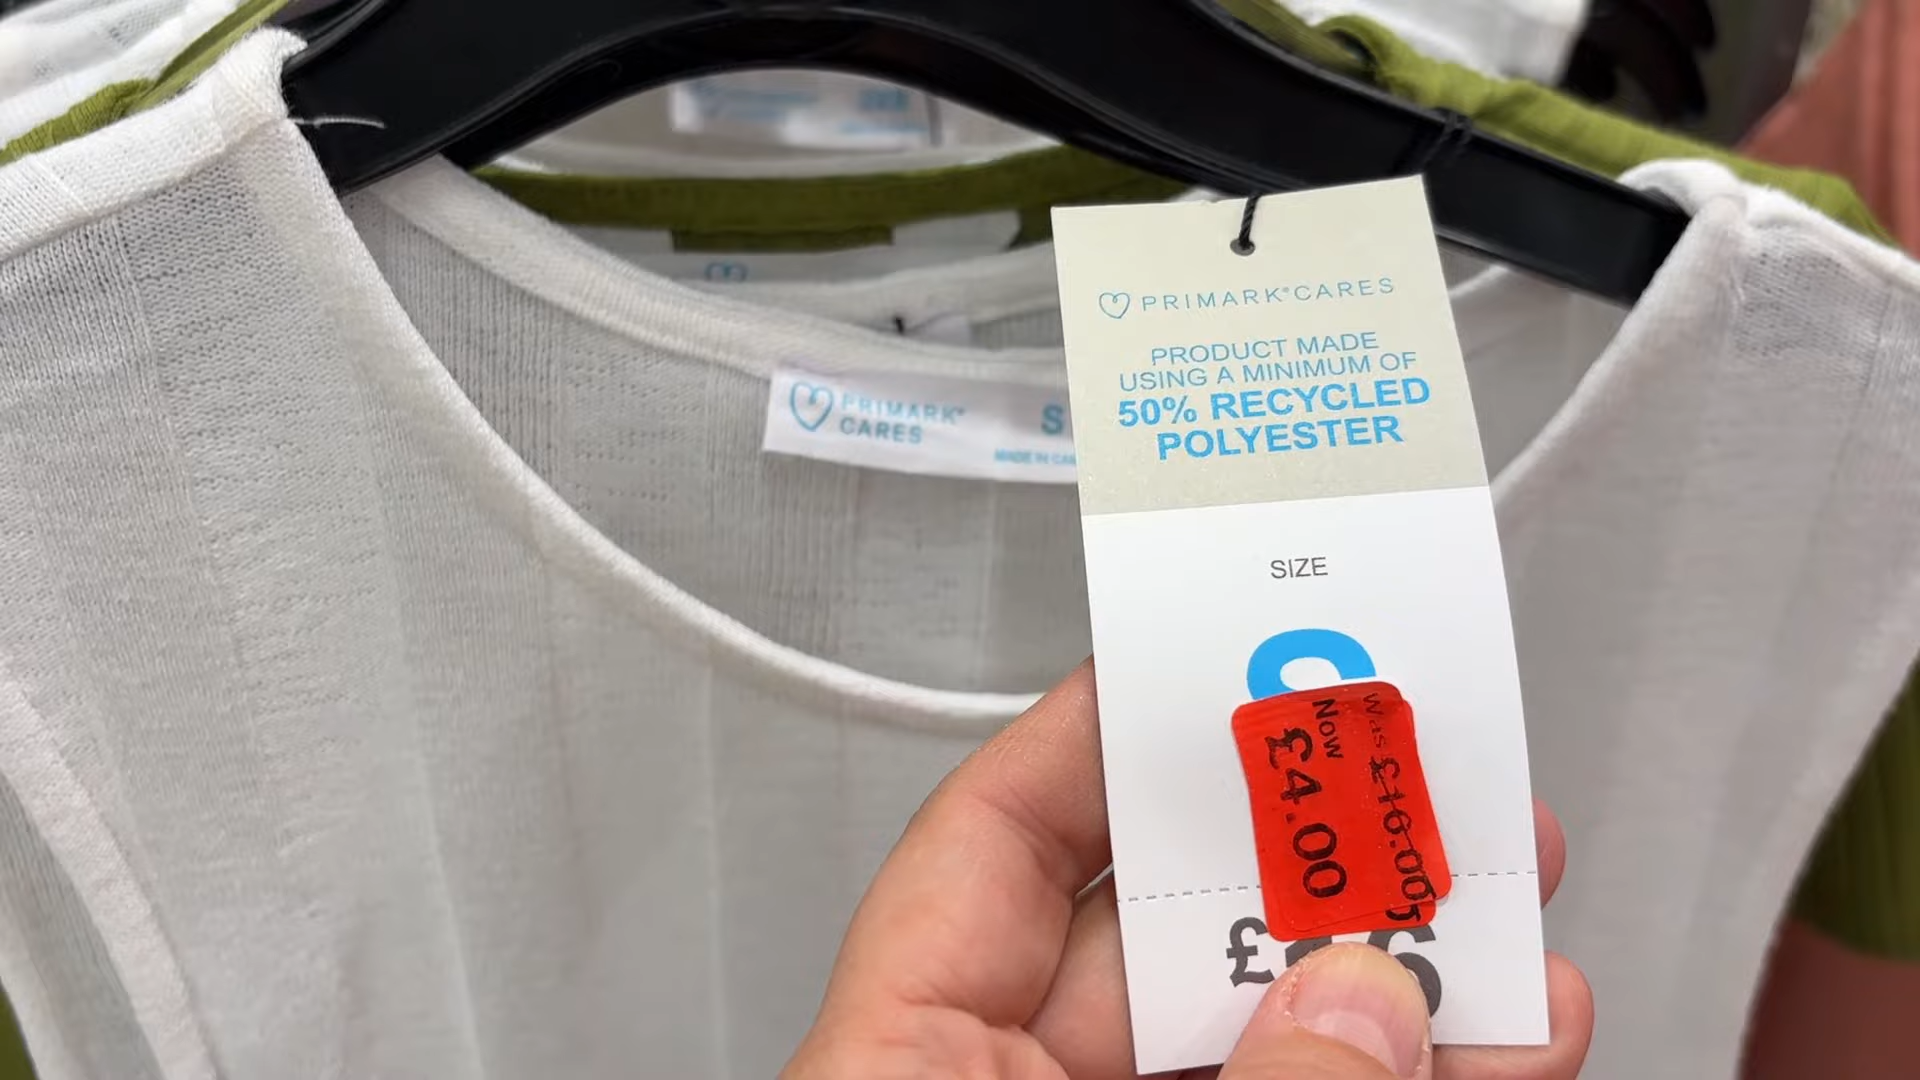 PRIMARK®
CARES
S
PRIMARK®CARES
PRODUCT MADE
USING A MINIMUM OF
50% RECYCLED
POLYESTER
SIZE
Was £16.00
Now
£4.00